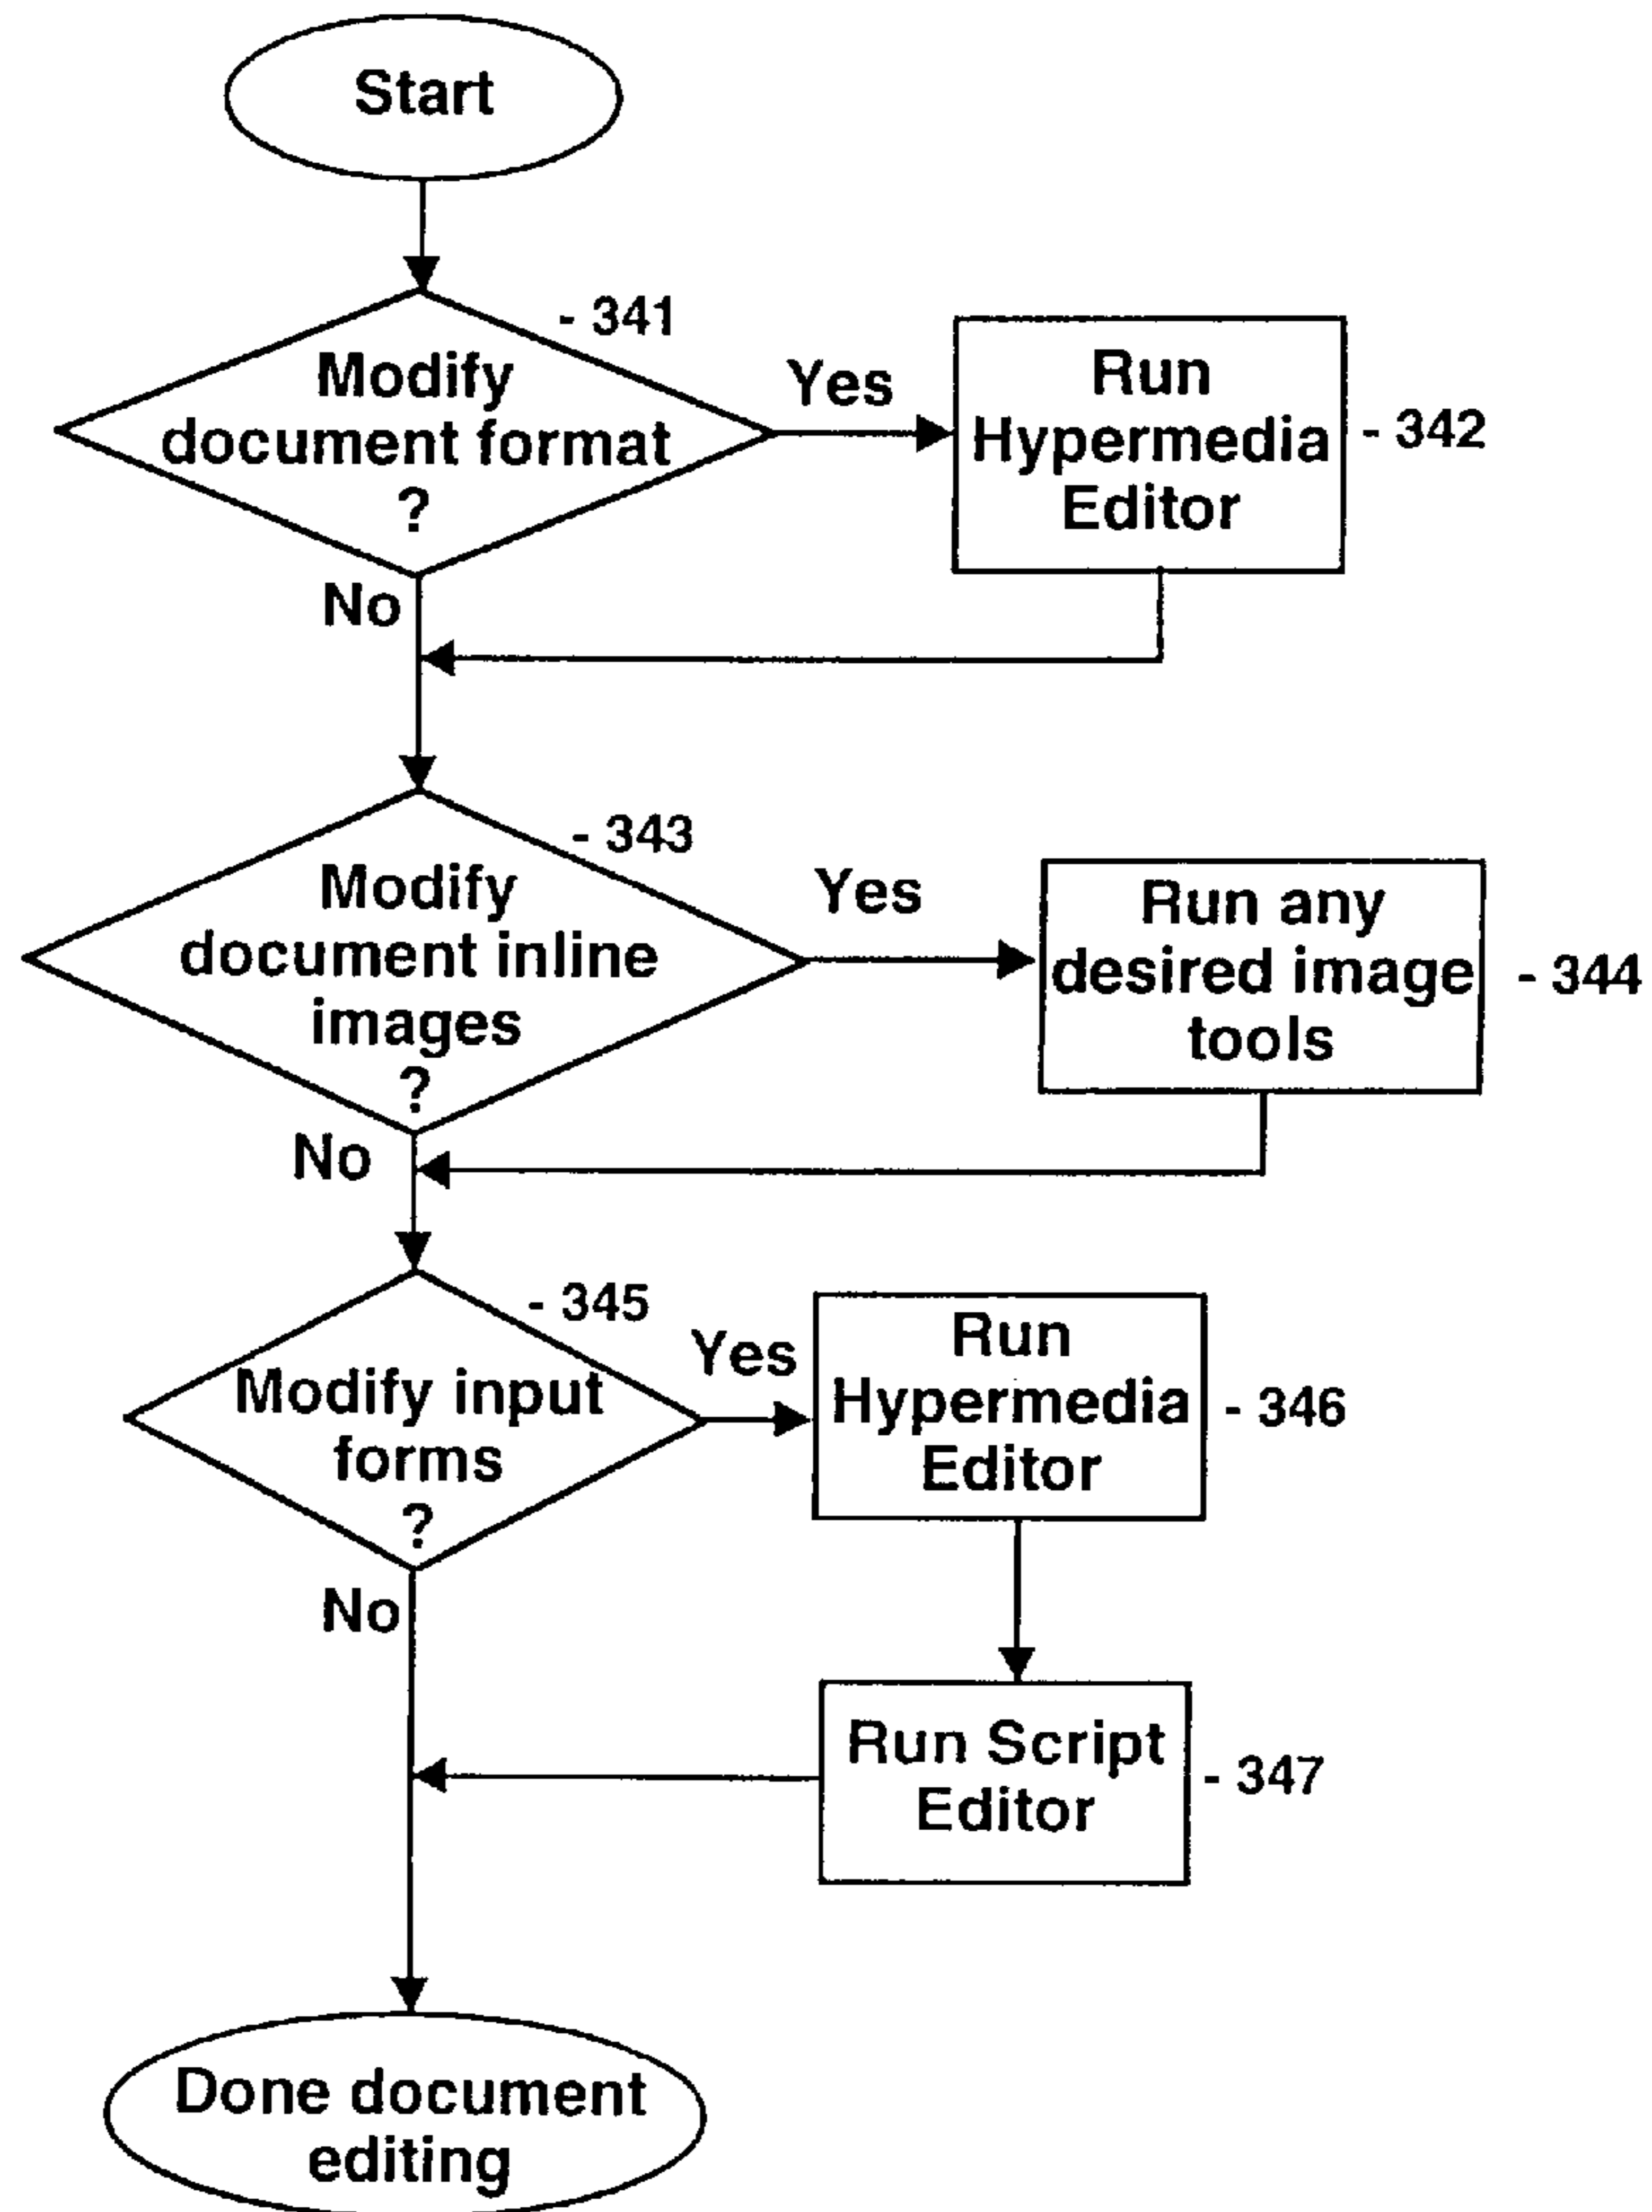 Start
- 341
Modify
document format
?
Yes
Run
Hypermedia
Editor
- 342
No
- 343
Modify
document inline
images
?
Yes
Run any
desired image
tools
- 344
No
- 345
Modify input
forms
?
Yes
Run
Hypermedia
Editor
- 346
No
Run Script
Editor
- 347
Done document
editing